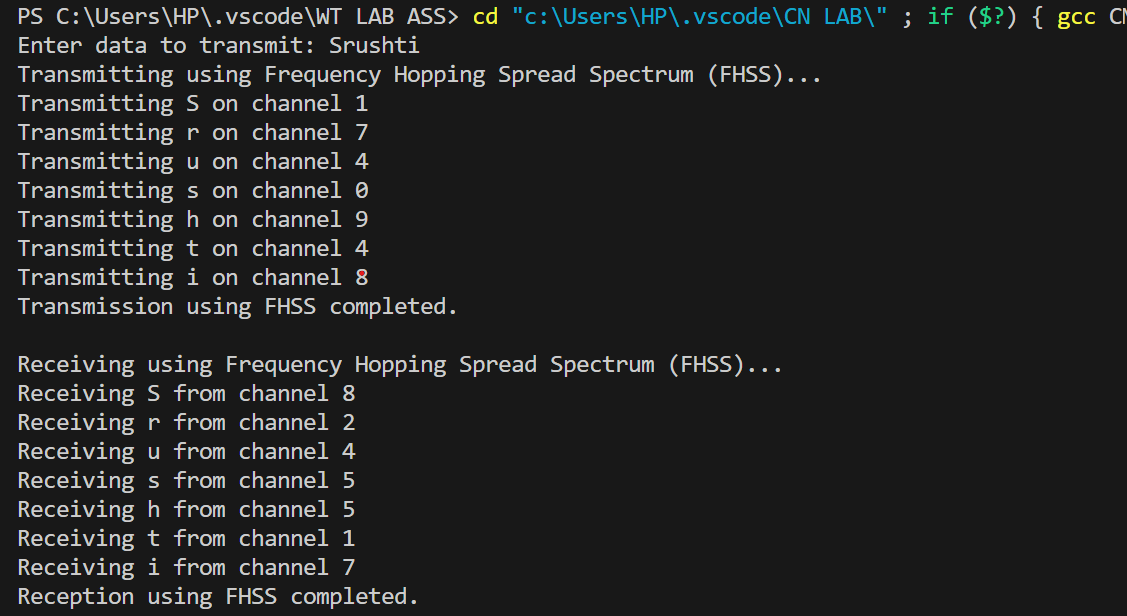 PS C:\Users\HP\.vscode\WT LAB ASS> cd "c:\Users\HP\.vscode\CN LAB\" ; if ($?) { gcc CN
Enter data to transmit: Srushti
Transmitting using Frequency Hopping Spread Spectrum (FHSS)...
Transmitting S on channel 1
Transmitting r on channel 7
Transmitting u on channel 4
Transmitting s on channel 0
Transmitting h on channel 9
Transmitting t on channel 4
Transmitting i on channel 8
Transmission using FHSS completed.

Receiving using Frequency Hopping Spread Spectrum (FHSS)...
Receiving S from channel 8
Receiving r from channel 2
Receiving u from channel 4
Receiving s from channel 5
Receiving h from channel 5
Receiving t from channel 1
Receiving i from channel 7
Reception using FHSS completed.